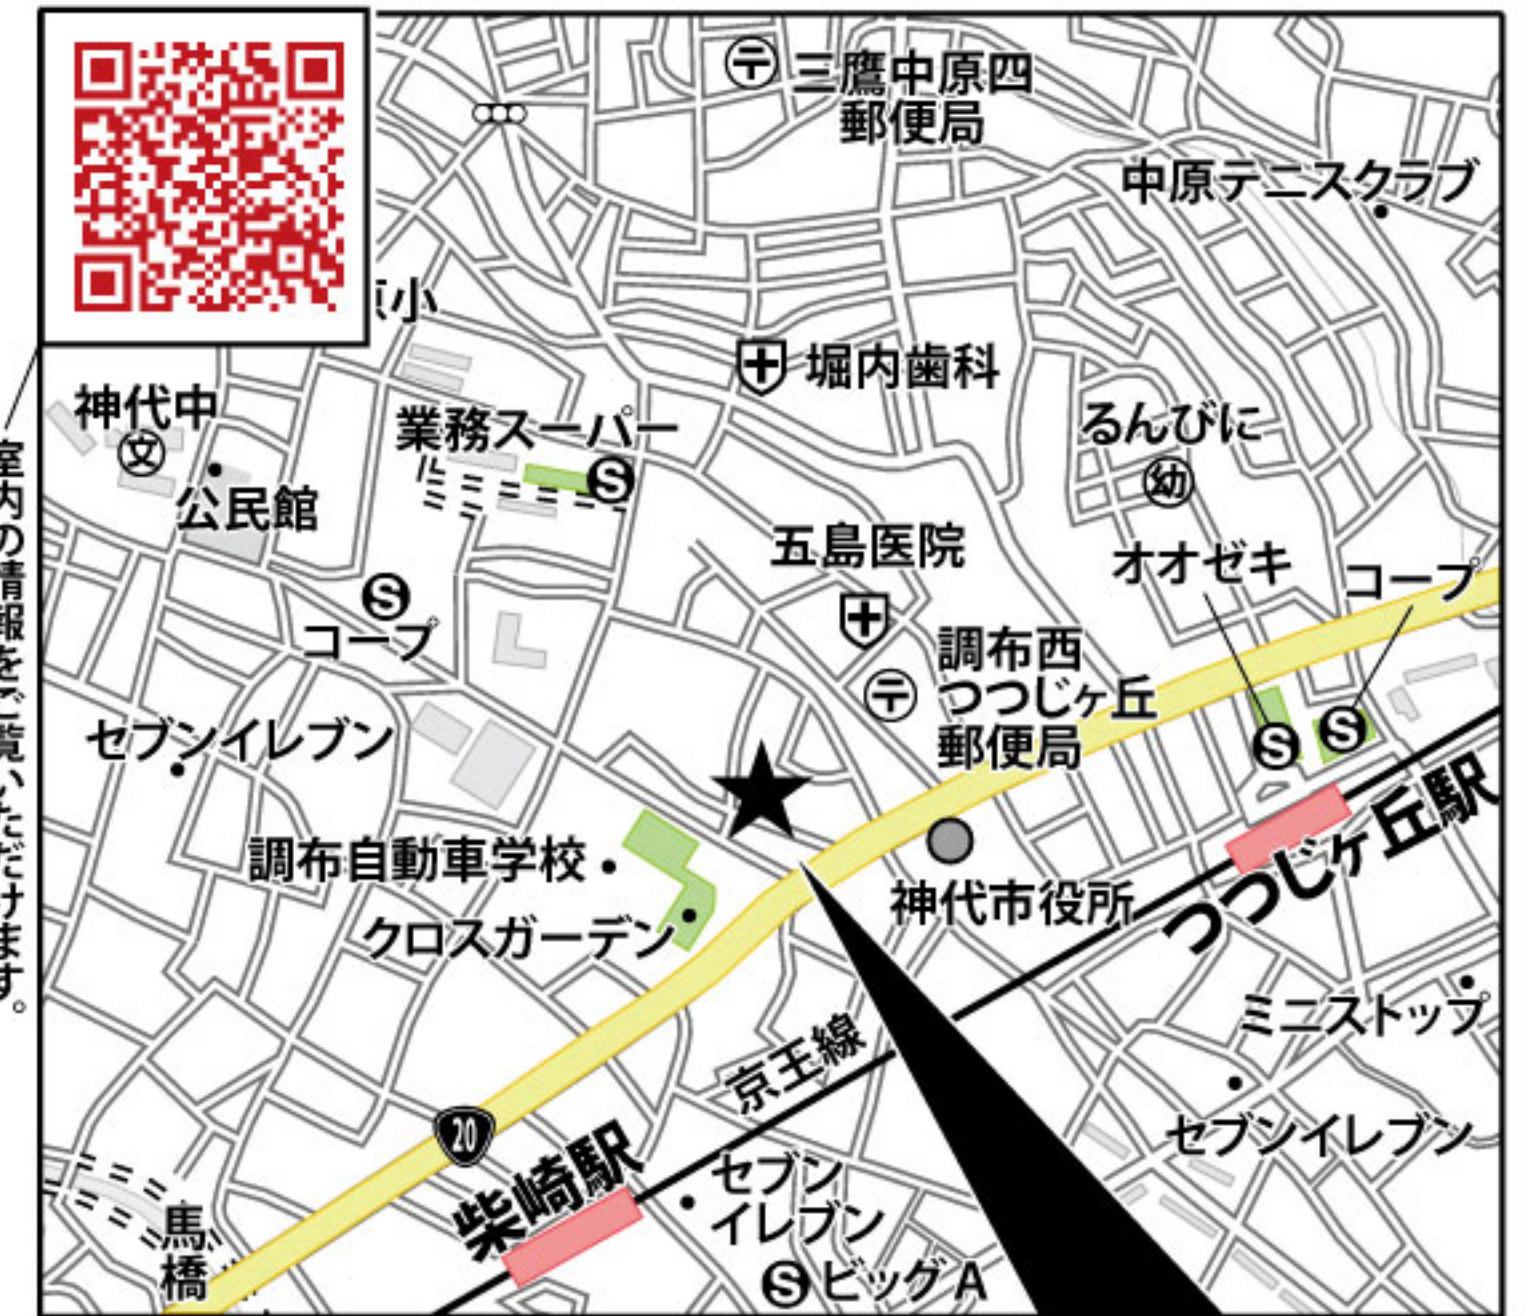 三鷹中原四
郵便局
中原テニスクラブ
小
堀内歯科
神代中
文
業務スーパー
S
るんびに
幼
公民館
五島医院
オオゼキ
コープ
S
コープ
調布西
つつじヶ丘
郵便局
セブンイレブン
S
S
調布自動車学校
クロスガーデン
神代市役所
つつじヶ丘駅
ミニストップ
京王線
20
セブンイレブン
柴崎駅
セブン
イレブン
馬橋
S ビッグA
室内の情報をご覧いただけます。